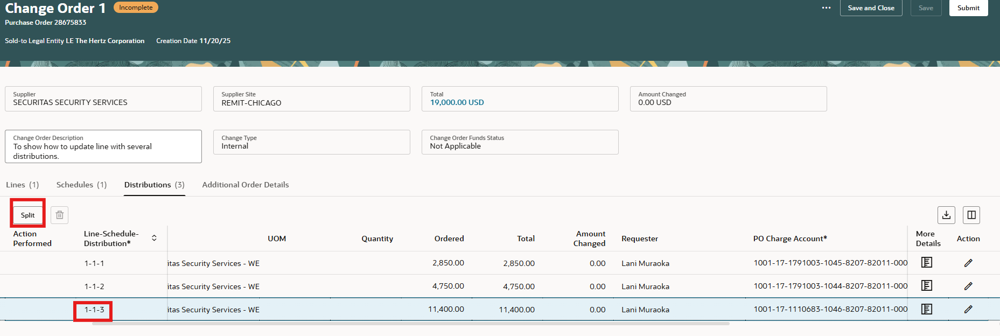 Change Order 1 Incomplete
... Save and Close Save Submit
Purchase Order 28675833
Sold-to Legal Entity LE The Hertz Corporation Creation Date 11/20/25
Supplier
SECURITAS SECURITY SERVICES
Supplier Site
REMIT-CHICAGO
Total
19,000.00 USD
Amount Changed
0.00 USD
Change Order Description
To show how to update line with several
distributions.
Change Type
Internal
Change Order Funds Status
Not Applicable
Lines (1) Schedules (1) Distributions (3) Additional Order Details
Split
Action
Performed
Line-Schedule-
Distribution*
UOM
Quantity
Ordered
Total
Amount
Changed
Requester
PO Charge Account*
More
Details
Action
1-1-1 itas Security Services - WE 2,850.00 2,850.00 0.00 Lani Muraoka 1001-17-1791003-1045-8207-82011-000
1-1-2 itas Security Services - WE 4,750.00 4,750.00 0.00 Lani Muraoka 1001-17-1791003-1044-8207-82011-000
1-1-3 itas Security Services - WE 11,400.00 11,400.00 0.00 Lani Muraoka 1001-17-1110683-1046-8207-82011-000